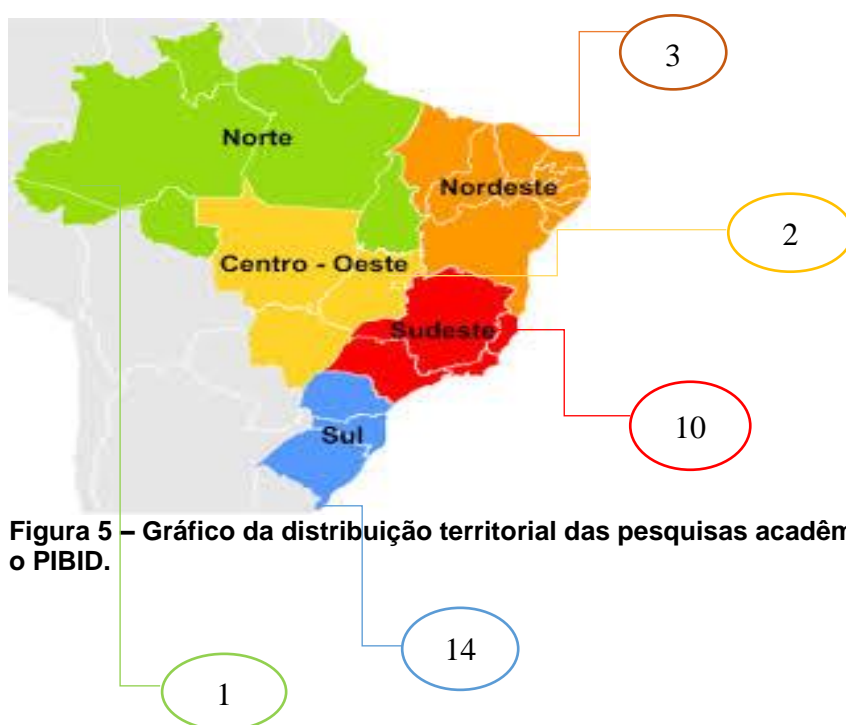 3
Norte
Nordeste
2
Centro - Oeste
Sudeste
10
Sul
Figura 5 – Gráfico da distribuição territorial das pesquisas
o PIBID.
14
1